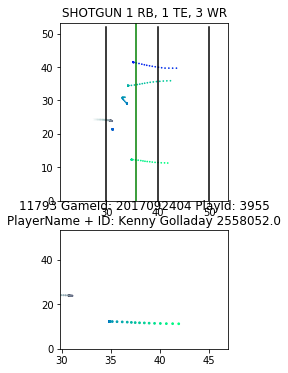 SHOTGUN 1 RB, 1 TE, 3 WR
50
40
30
20
10
0
30 40 50
11793 GameId: 2017092404 PlayId: 3955
PlayerName + ID: Kenny Golladay 2558052.0
40
20
0
30 35 40 45